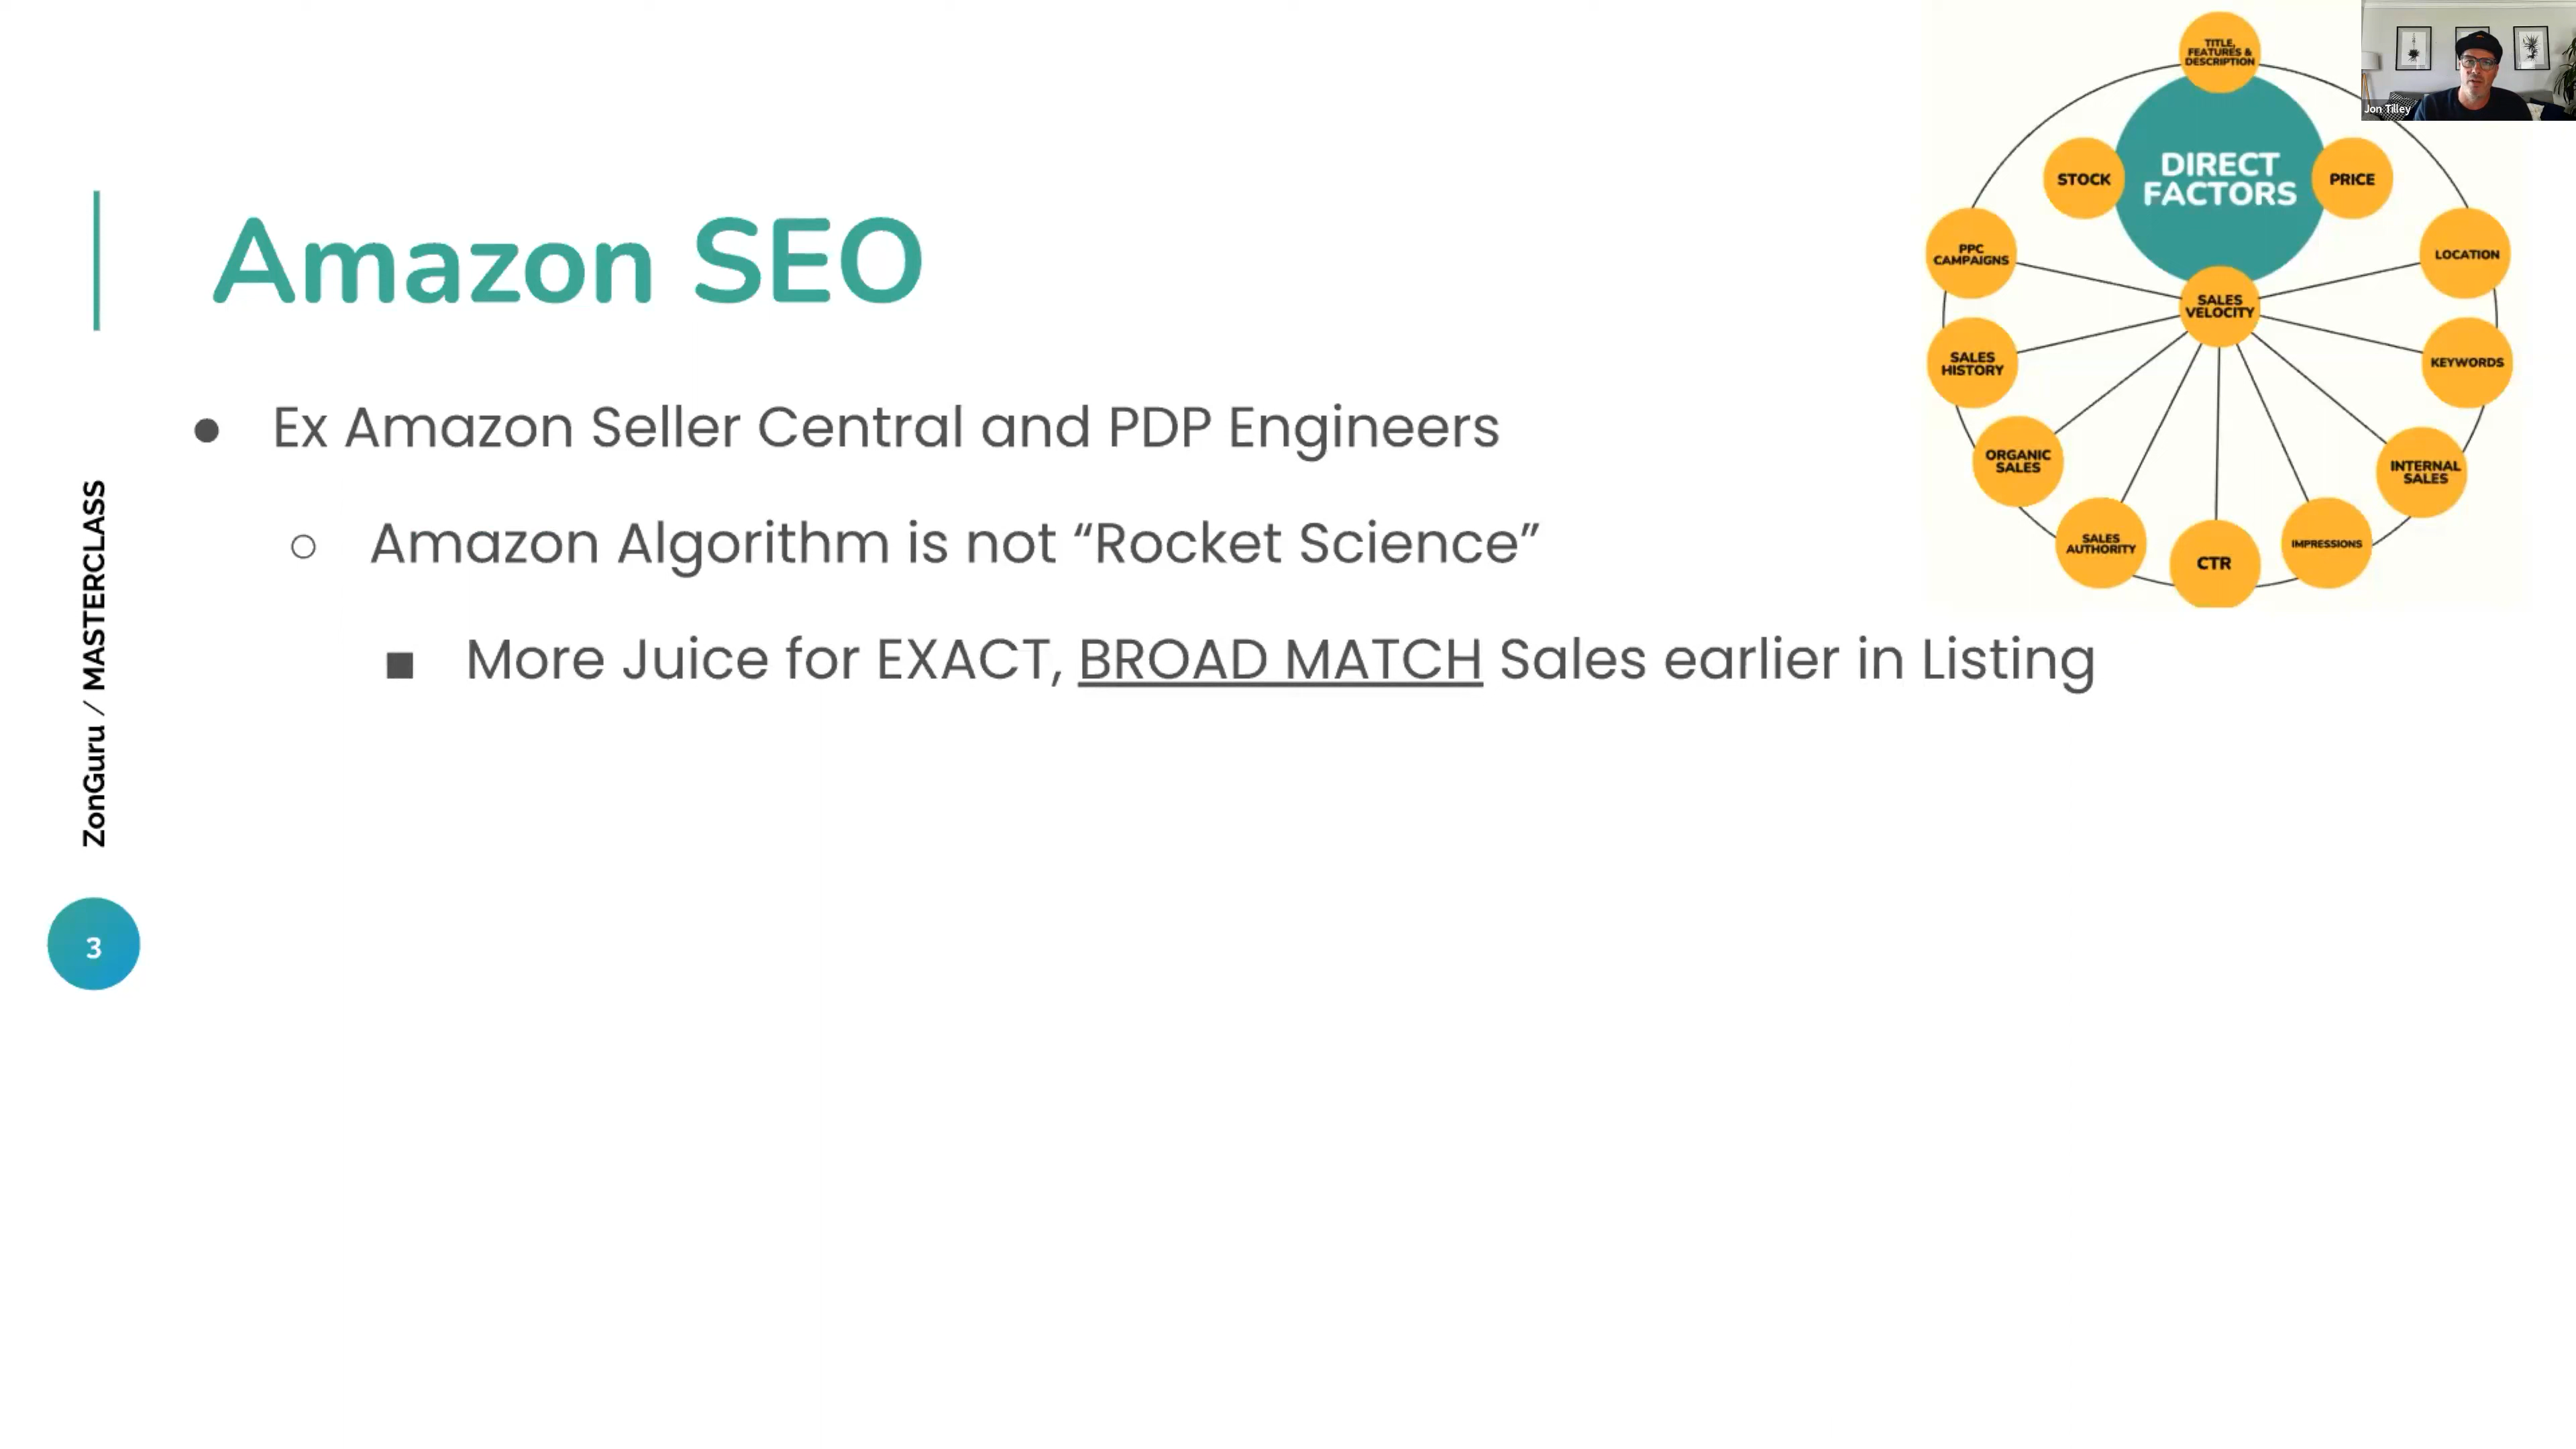 Amazon SEO
Ex Amazon Seller Central and PDP Engineers
Amazon Algorithm is not “Rocket Science”
More Juice for EXACT, BROAD MATCH Sales earlier in Listing
ZonGuru / MASTERCLASS
3
TITLE,
FEATURES &
DESCRIPTION
DIRECT
FACTORS
STOCK
PRICE
SALES
VELOCITY
PPC
CAMPAIGNS
LOCATION
SALES
HISTORY
KEYWORDS
ORGANIC
SALES
INTERNAL
SALES
SALES
AUTHORITY
CTR
IMPRESSIONS
Jon Tilley